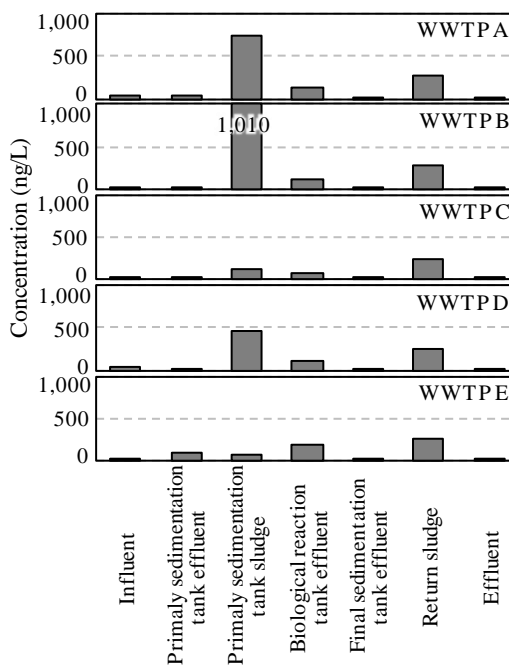 Concentration (ng/L)
1,000
500
0
WWTP A
1,000
500
0
1,010
WWTP B
1,000
500
0
WWTP C
1,000
500
0
WWTP D
1,000
500
0
WWTP E
Influent
Primaly sedimentation
tank effluent
Primaly sedimentation
tank sludge
Biological reaction
tank effluent
Final sedimentation
tank effluent
Return sludge
Effluent